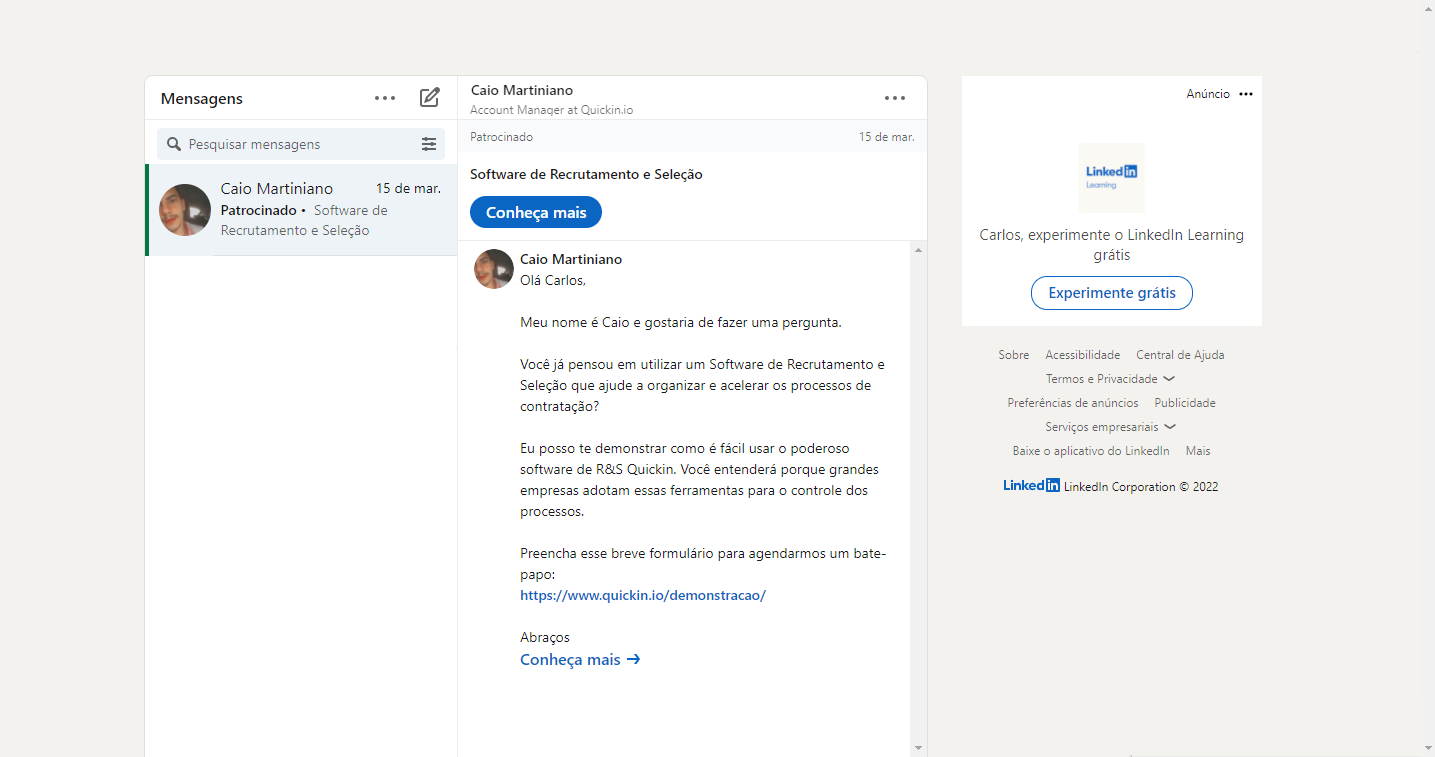 Mensagens
Pesquisar mensagens
Caio Martiniano 15 de mar.
Patrocinado • Software de
Recrutamento e Seleção
Caio Martiniano
Account Manager at Quickin.io
Patrocinado 15 de mar.
Software de Recrutamento e Seleção
Conheça mais
Caio Martiniano
Olá Carlos,
Meu nome é Caio e gostaria de fazer uma pergunta.
Você já pensou em utilizar um Software de Recrutamento e
Seleção que ajude a organizar e acelerar os processos de
contratação?
Eu posso te demonstrar como é fácil usar o poderoso
software de R&S Quickin. Você entenderá porque grandes
empresas adotam essas ferramentas para o controle dos
processos.
Preencha esse breve formulário para agendarmos um bate-
papo:
https://www.quickin.io/demonstracao/
Abraços
Conheça mais →
Anúncio
LinkedIn
Learning
Carlos, experimente o LinkedIn Learning
grátis
Experimente grátis
Sobre Acessibilidade Central de Ajuda
Termos e Privacidade
Preferências de anúncios Publicidade
Serviços empresariais
Baixe o aplicativo do LinkedIn Mais
LinkedIn LinkedIn Corporation © 2022